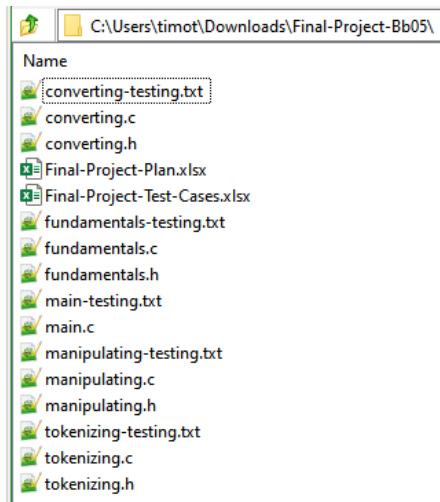 C:\Users\timot\Downloads\Final-Project-Bb05\
Name
converting-testing.txt
converting.c
converting.h
Final-Project-Plan.xlsx
Final-Project-Test-Cases.xlsx
fundamentals-testing.txt
fundamentals.c
fundamentals.h
main-testing.txt
main.c
manipulating-testing.txt
manipulating.c
manipulating.h
tokenizing-testing.txt
tokenizing.c
tokenizing.h